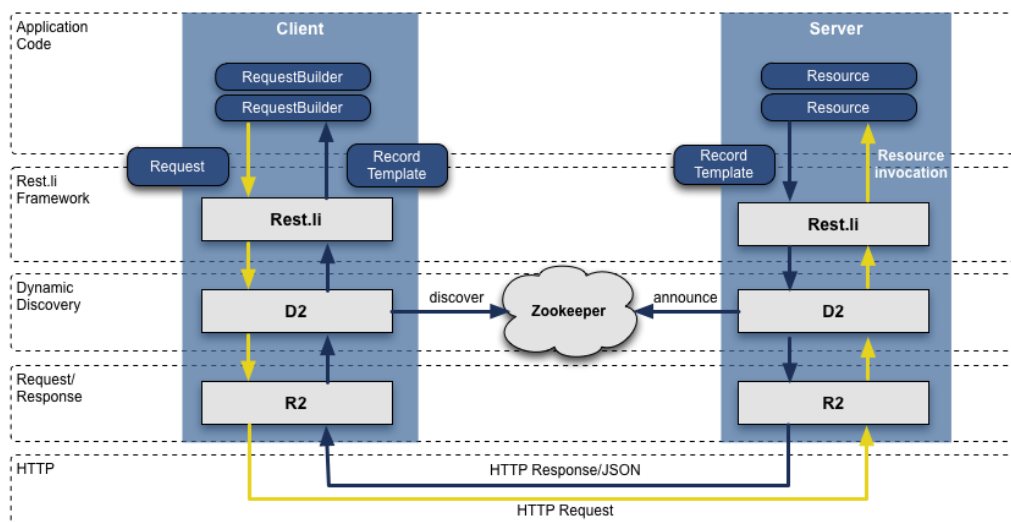 Application
Code
Client
Server
RequestBuilder
RequestBuilder
Resource
Resource
Request
Record
Template
Record
Template
Resource
invocation
Rest.li
Framework
Rest.li
Rest.li
Dynamic
Discovery
D2
discover
Zookeeper
announce
D2
Request/
Response
R2
R2
HTTP
HTTP Response/JSON
HTTP Request